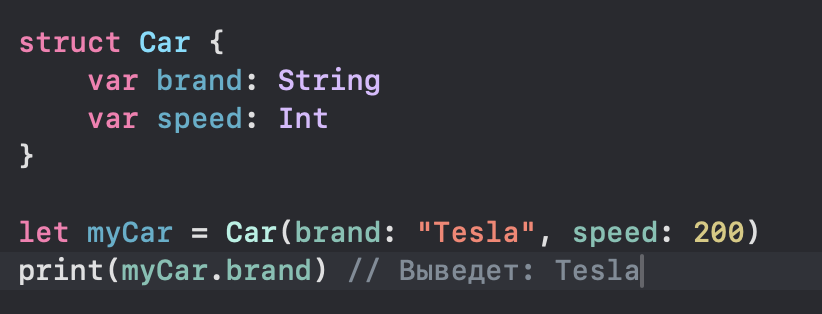 struct Car {
    var brand: String
    var speed: Int
}

let myCar = Car(brand: "Tesla", speed: 200)
print(myCar.brand) // Выведет: Tesla